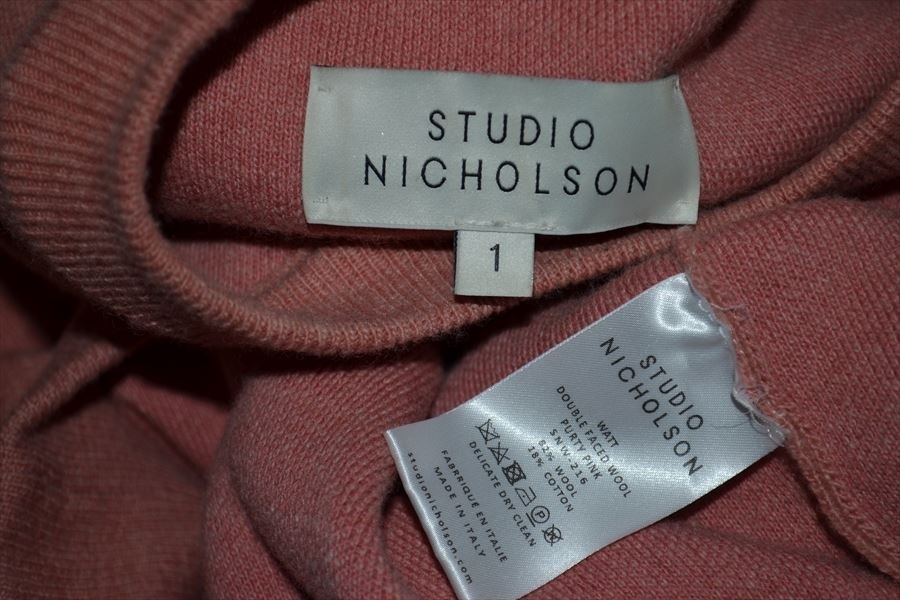 STUDIO
NICHOLSON
1
STUDIO
NICHOLSON
WATT
DOUBLE FACED WOOL
PURTY PINK
SNW-216
82% WOOL
18% COTTON
DELICATE DRY CLEAN
FABRRIQUÉ EN ITALIE
MADE IN ITALY
studionicholson.com